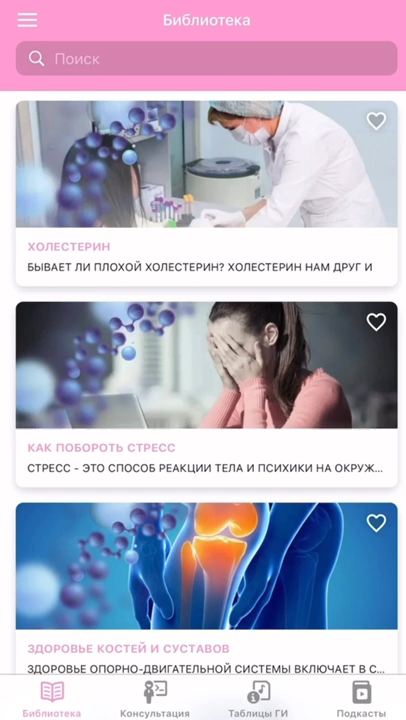 Библиотека
Поиск
ХОЛЕСТЕРИН
БЫВАЕТ ЛИ ПЛОХОЙ ХОЛЕСТЕРИН? ХОЛЕСТЕРИН НАМ ДРУГ И
КАК ПОБОРОТЬ СТРЕСС
СТРЕСС - ЭТО СПОСОБ РЕАКЦИИ ТЕЛА И ПСИХИКИ НА ОКРУЖ...
ЗДОРОВЬЕ КОСТЕЙ И СУСТАВОВ
ЗДОРОВЬЕ ОПОРНО-ДВИГАТЕЛЬНОЙ СИСТЕМЫ ВКЛЮЧАЕТ В С...
Библиотека Консультация Таблицы ГИ Подкасты